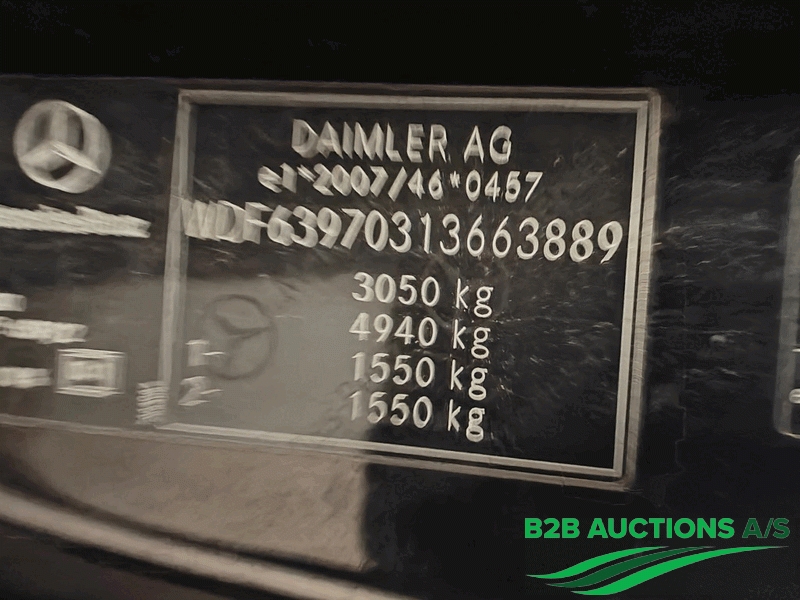 DAIMLER AG
e1*2007/46*0457
WDF63970313663889
3050 kg
4940 kg
1- 1550 kg
2- 1550 kg
B2B AUCTIONS A/S